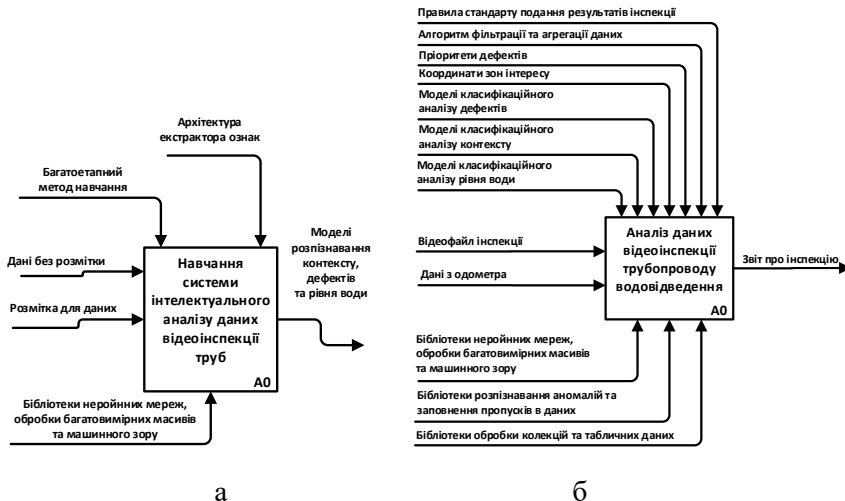 Архітектура
екстрактора ознак
Багатоетапний
метод навчання
Дані без розмітки
Розмітка для даних
Навчання
системи
інтелектуального
аналізу даних
відеоінспекції
труб
A0
Моделі
розпізнавання
контексту,
дефектів
та рівня води
Бібліотеки неройнних мереж,
обробки багатовимірних масивів
та машинного зору
а
Правила стандарту подання результатів інспекції
Алгоритм фільтрації та агрегації даних
Пріоритети дефектів
Координати зон інтересу
Моделі класифікаційного
аналізу дефектів
Моделі класифікаційного
аналізу контексту
Моделі класифікаційного
аналізу рівня води
Відеофайл інспекції
Дані з одометра
Аналіз даних
відеоінспекції
трубопроводу
водовідведення
A0
Звіт про інспекцію
Бібліотеки неройнних мереж,
обробки багатовимірних масивів
та машинного зору
Бібліотеки розпізнавання аномалій та
заповнення пропусків в даних
Бібліотеки обробки колекцій та табличних даних
б